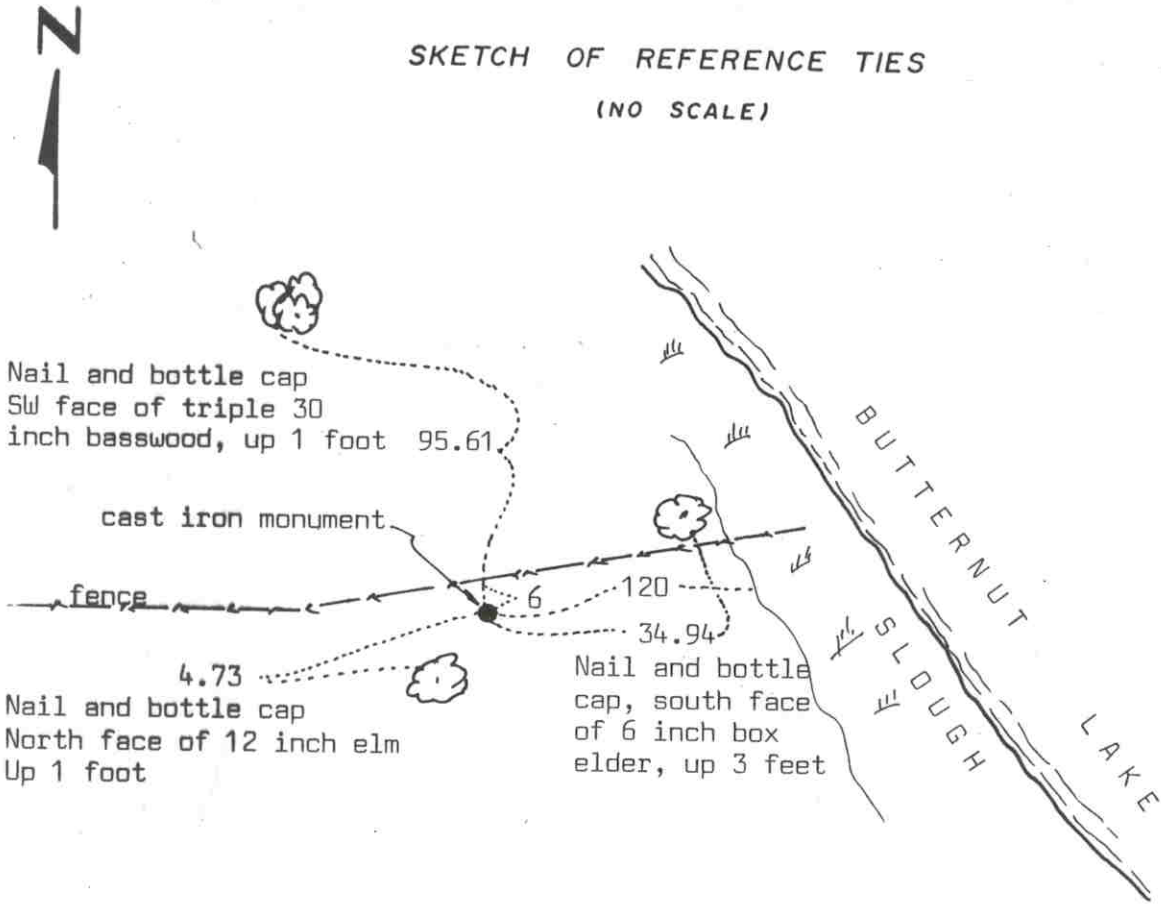 N
SKETCH OF REFERENCE TIES
(NO SCALE)
Nail and bottle cap
SW face of triple 30
inch basswood, up 1 foot 95.61
cast iron monument
fence
6
120
34.94
4.73
Nail and bottle cap
North face of 12 inch elm
Up 1 foot
Nail and bottle
cap, south face
of 6 inch box
elder, up 3 feet
BUTTERNUT LAKE
SLOUGH